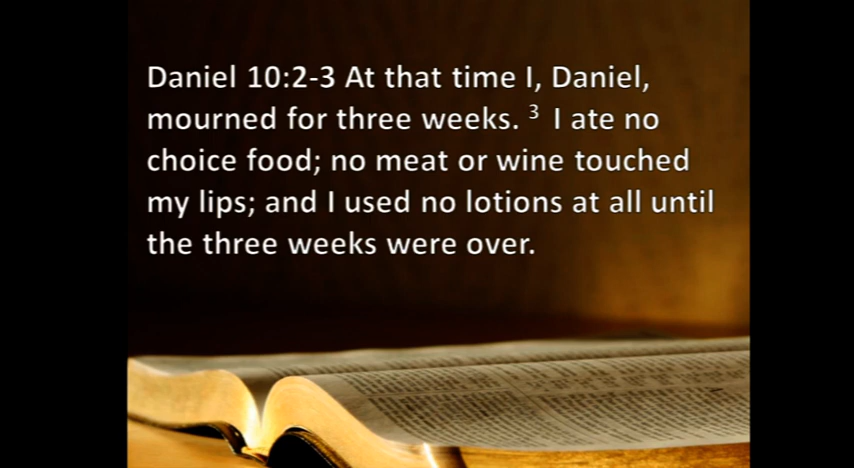 Daniel 10:2-3 At that time I, Daniel,
mourned for three weeks. ³ I ate no
choice food; no meat or wine touched
my lips; and I used no lotions at all until
the three weeks were over.